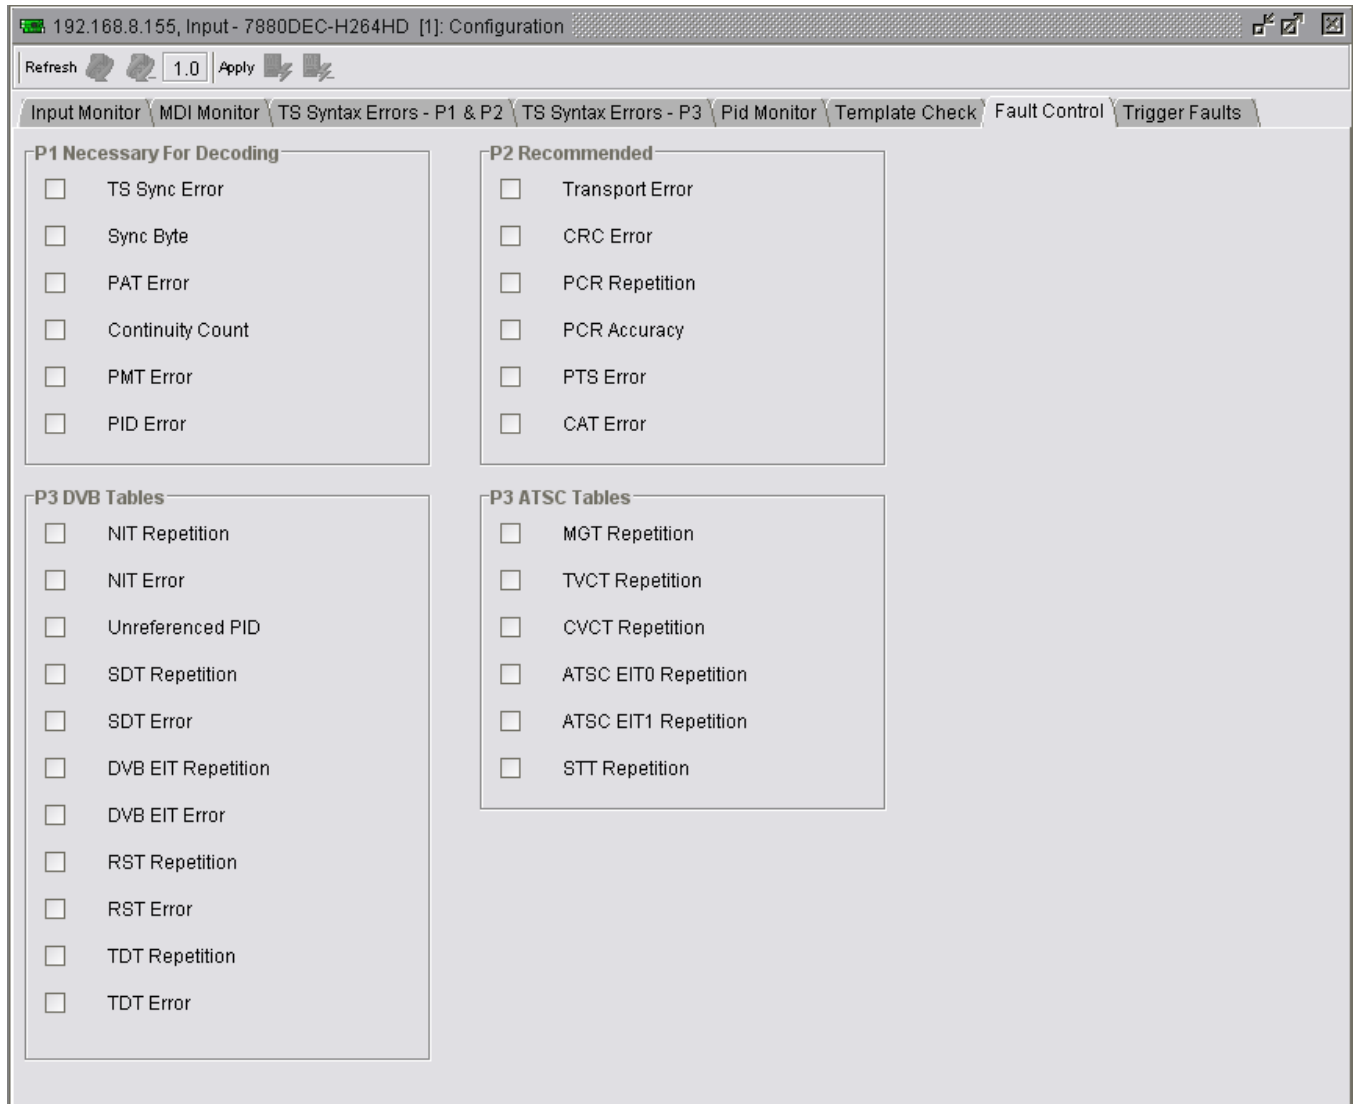 192.168.8.155, Input - 7880DEC-H264HD [1]: Configuration
Refresh 1.0 Apply
Input Monitor MDI Monitor TS Syntax Errors - P1 & P2 TS Syntax Errors - P3 Pid Monitor Template Check Fault Control Trigger Faults
P1 Necessary For Decoding
TS Sync Error
Sync Byte
PAT Error
Continuity Count
PMT Error
PID Error
P2 Recommended
Transport Error
CRC Error
PCR Repetition
PCR Accuracy
PTS Error
CAT Error
P3 DVB Tables
NIT Repetition
NIT Error
Unreferenced PID
SDT Repetition
SDT Error
DVB EIT Repetition
DVB EIT Error
RST Repetition
RST Error
TDT Repetition
TDT Error
P3 ATSC Tables
MGT Repetition
TVCT Repetition
CVCT Repetition
ATSC EIT0 Repetition
ATSC EIT1 Repetition
STT Repetition